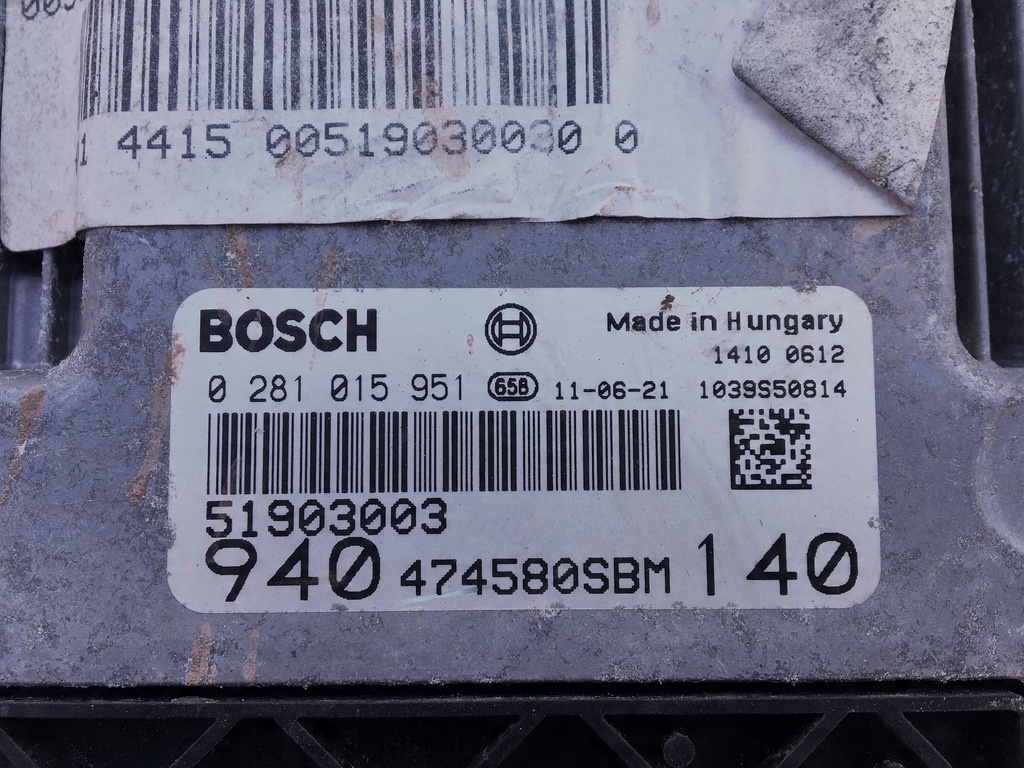 4415 00519030030 0
BOSCH
Made in Hungary
1410 0612
0 281 015 951 658 11-06-21 1039S50814
51903003
940 474580SBM 140